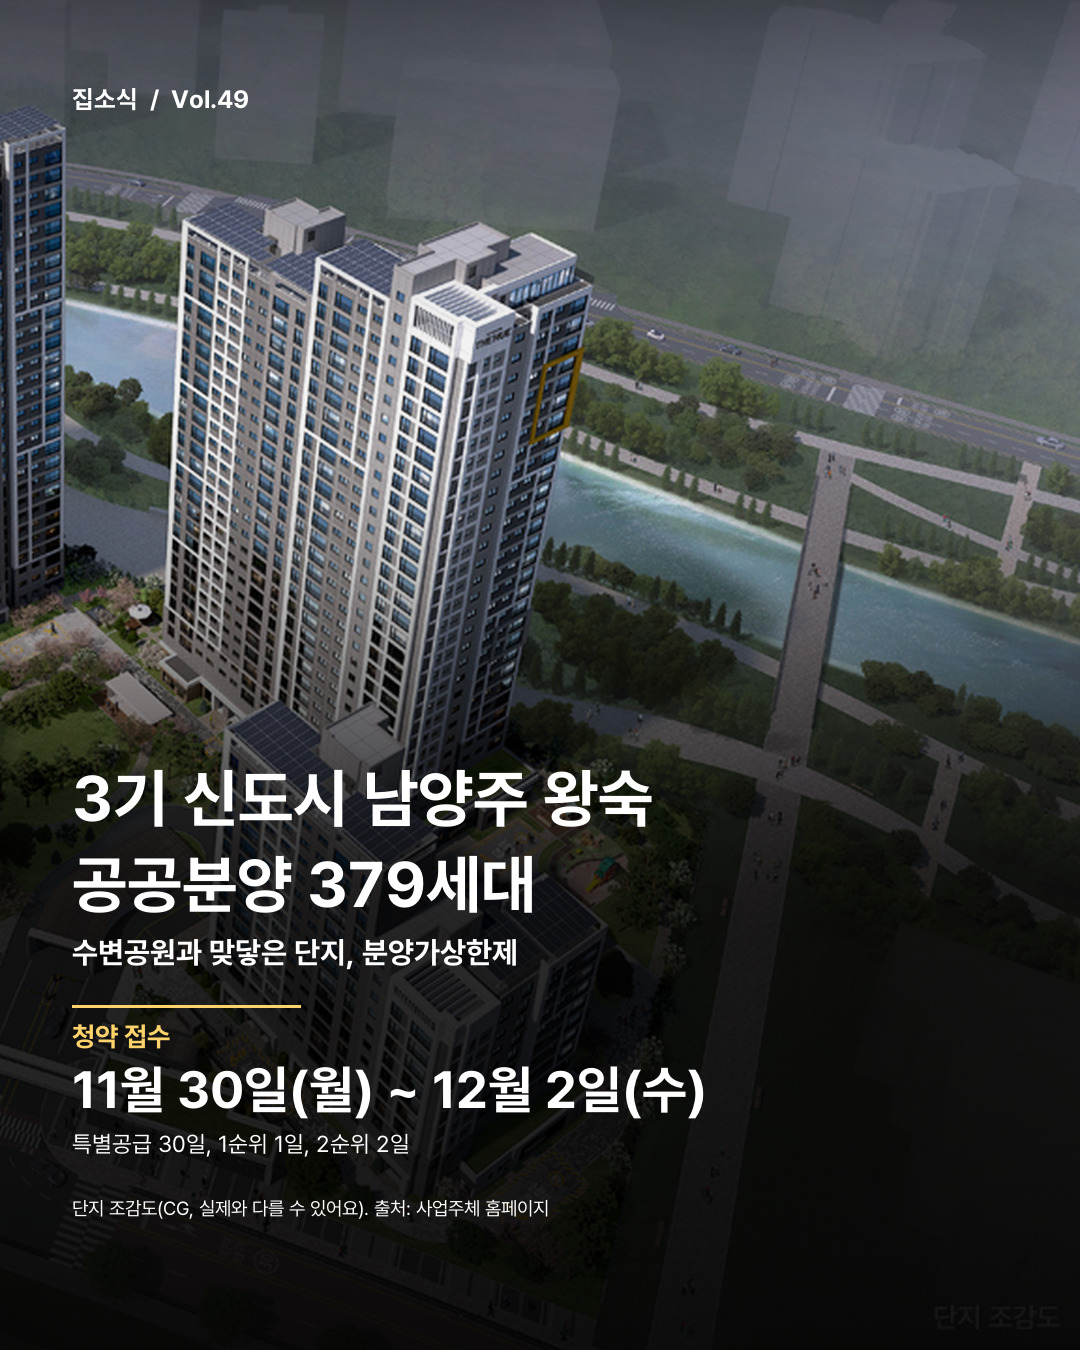 집소식 / Vol.49
3기 신도시 남양주 왕숙
공공분양 379세대
수변공원과 맞닿은 단지, 분양가상한제
청약 접수
11월 30일(월) ~ 12월 2일(수)
특별공급 30일, 1순위 1일, 2순위 2일
단지 조감도(CG, 실제와 다를 수 있어요). 출처: 사업주체 홈페이지
단지 조감도